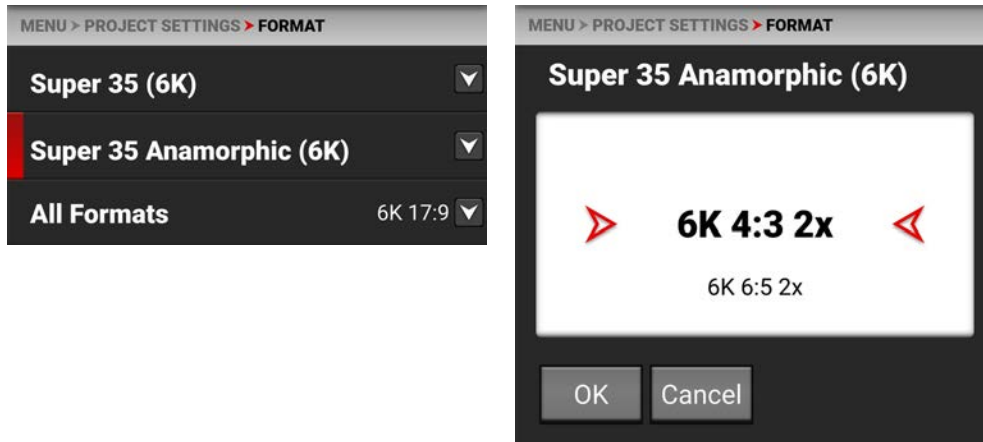 MENU > PROJECT SETTINGS > FORMAT
Super 35 (6K)
Super 35 Anamorphic (6K)
All Formats 6K 17:9
MENU > PROJECT SETTINGS > FORMAT
Super 35 Anamorphic (6K)
6K 4:3 2x
6K 6:5 2x
OK Cancel